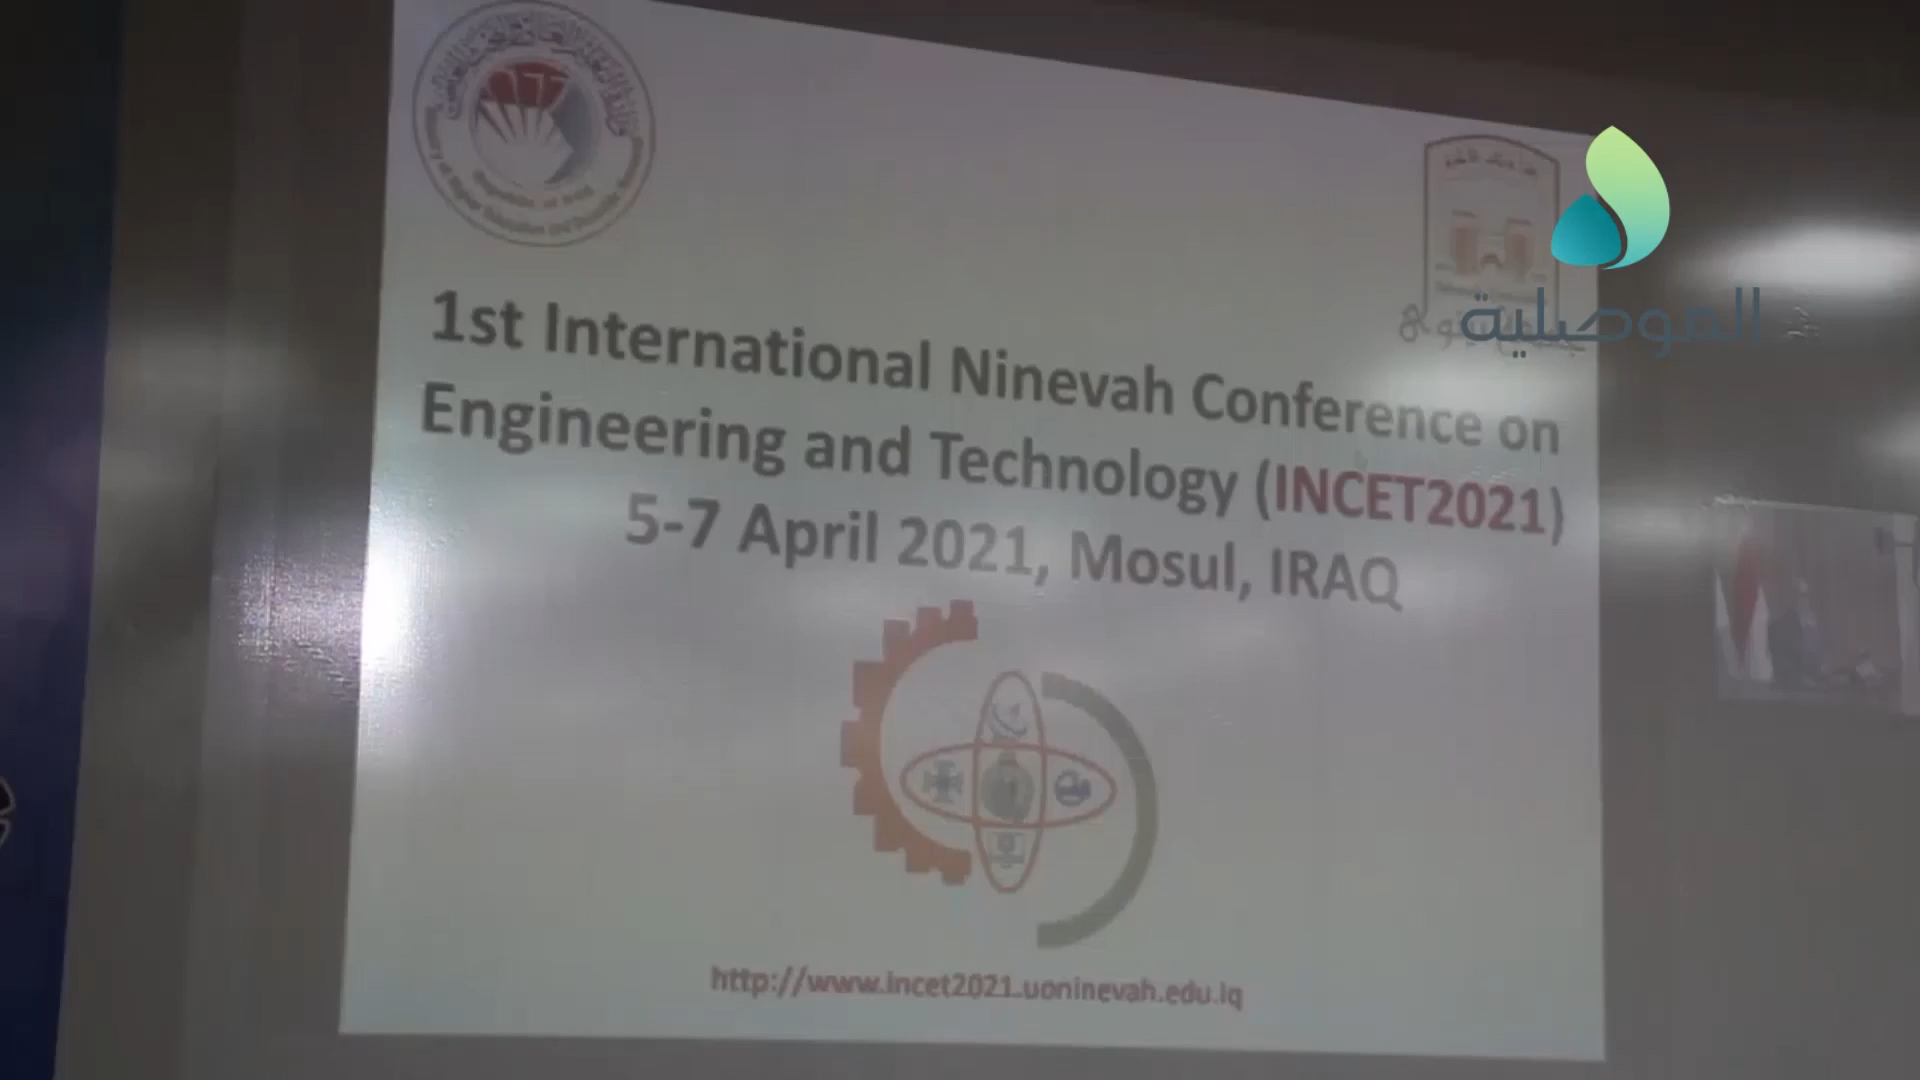 الموصلية
1st International Ninevah Conference on
Engineering and Technology (INCET2021)
5-7 April 2021, Mosul, IRAQ
http://www.incet2021.uoninevah.edu.iq